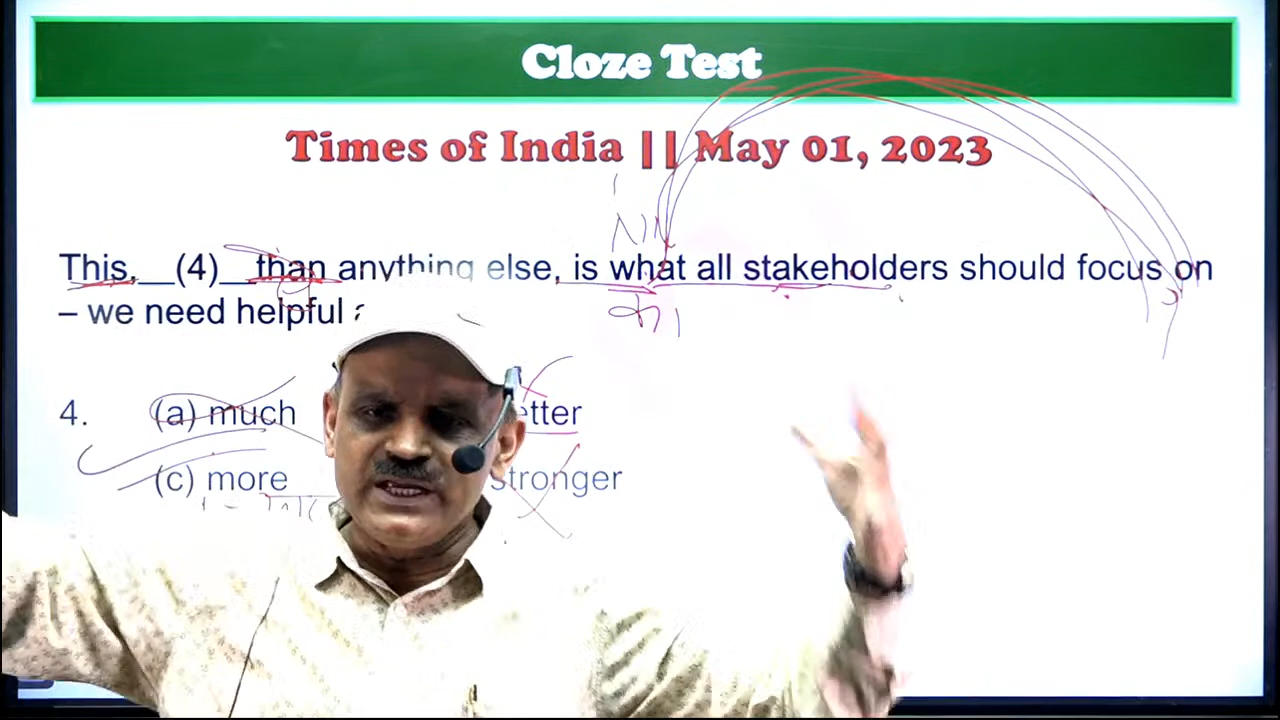 Cloze Test
Times of India || May 01, 2023
This, __(4)__ than anything else, is what all stakeholders should focus on
– we need helpful
4. (a) much
(c) more stronger